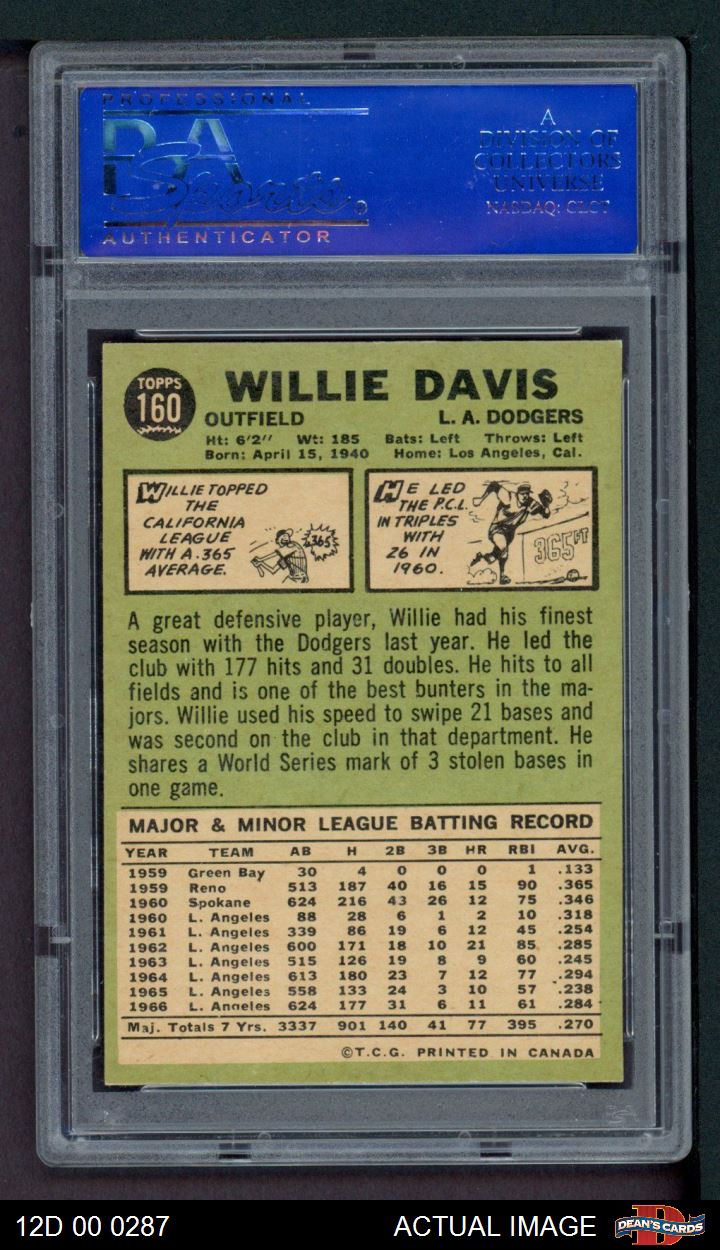 PROFESSIONAL
PSA
Sports
AUTHENTICATOR
A
DIVISION OF
COLLECTORS
UNIVERSE
NASDAQ: CLCT
TOPPS
160
WILLIE DAVIS
OUTFIELD L. A. DODGERS
Ht: 6'2" Wt: 185 Bats: Left Throws: Left
Born: April 15, 1940 Home: Los Angeles, Cal.
WILLIE TOPPED
THE
CALIFORNIA
LEAGUE
WITH A .365
AVERAGE.
.365
HE LED
THE P.C.L.
IN TRIPLES
WITH
26 IN
1960.
365 FT
A great defensive player, Willie had his finest
season with the Dodgers last year. He led the
club with 177 hits and 31 doubles. He hits to all
fields and is one of the best bunters in the ma-
jors. Willie used his speed to swipe 21 bases and
was second on the club in that department. He
shares a World Series mark of 3 stolen bases in
one game.
MAJOR & MINOR LEAGUE BATTING RECORD
YEAR TEAM AB H 2B 3B HR RBI AVG.
1959 Green Bay 30 4 0 0 0 1 .133
1959 Reno 513 187 40 16 15 90 .365
1960 Spokane 624 216 43 26 12 75 .346
1960 L. Angeles 88 28 6 1 2 10 .318
1961 L. Angeles 339 86 19 6 12 45 .254
1962 L. Angeles 600 171 18 10 21 85 .285
1963 L. Angeles 515 126 19 8 9 60 .245
1964 L. Angeles 613 180 23 7 12 77 .294
1965 L. Angeles 558 133 24 3 10 57 .238
1966 L. Angeles 624 177 31 6 11 61 .284
Maj. Totals 7 Yrs. 3337 901 140 41 77 395 .270
©T.C.G. PRINTED IN CANADA
12D 00 0287 ACTUAL IMAGE
D
DEAN'S CARDS